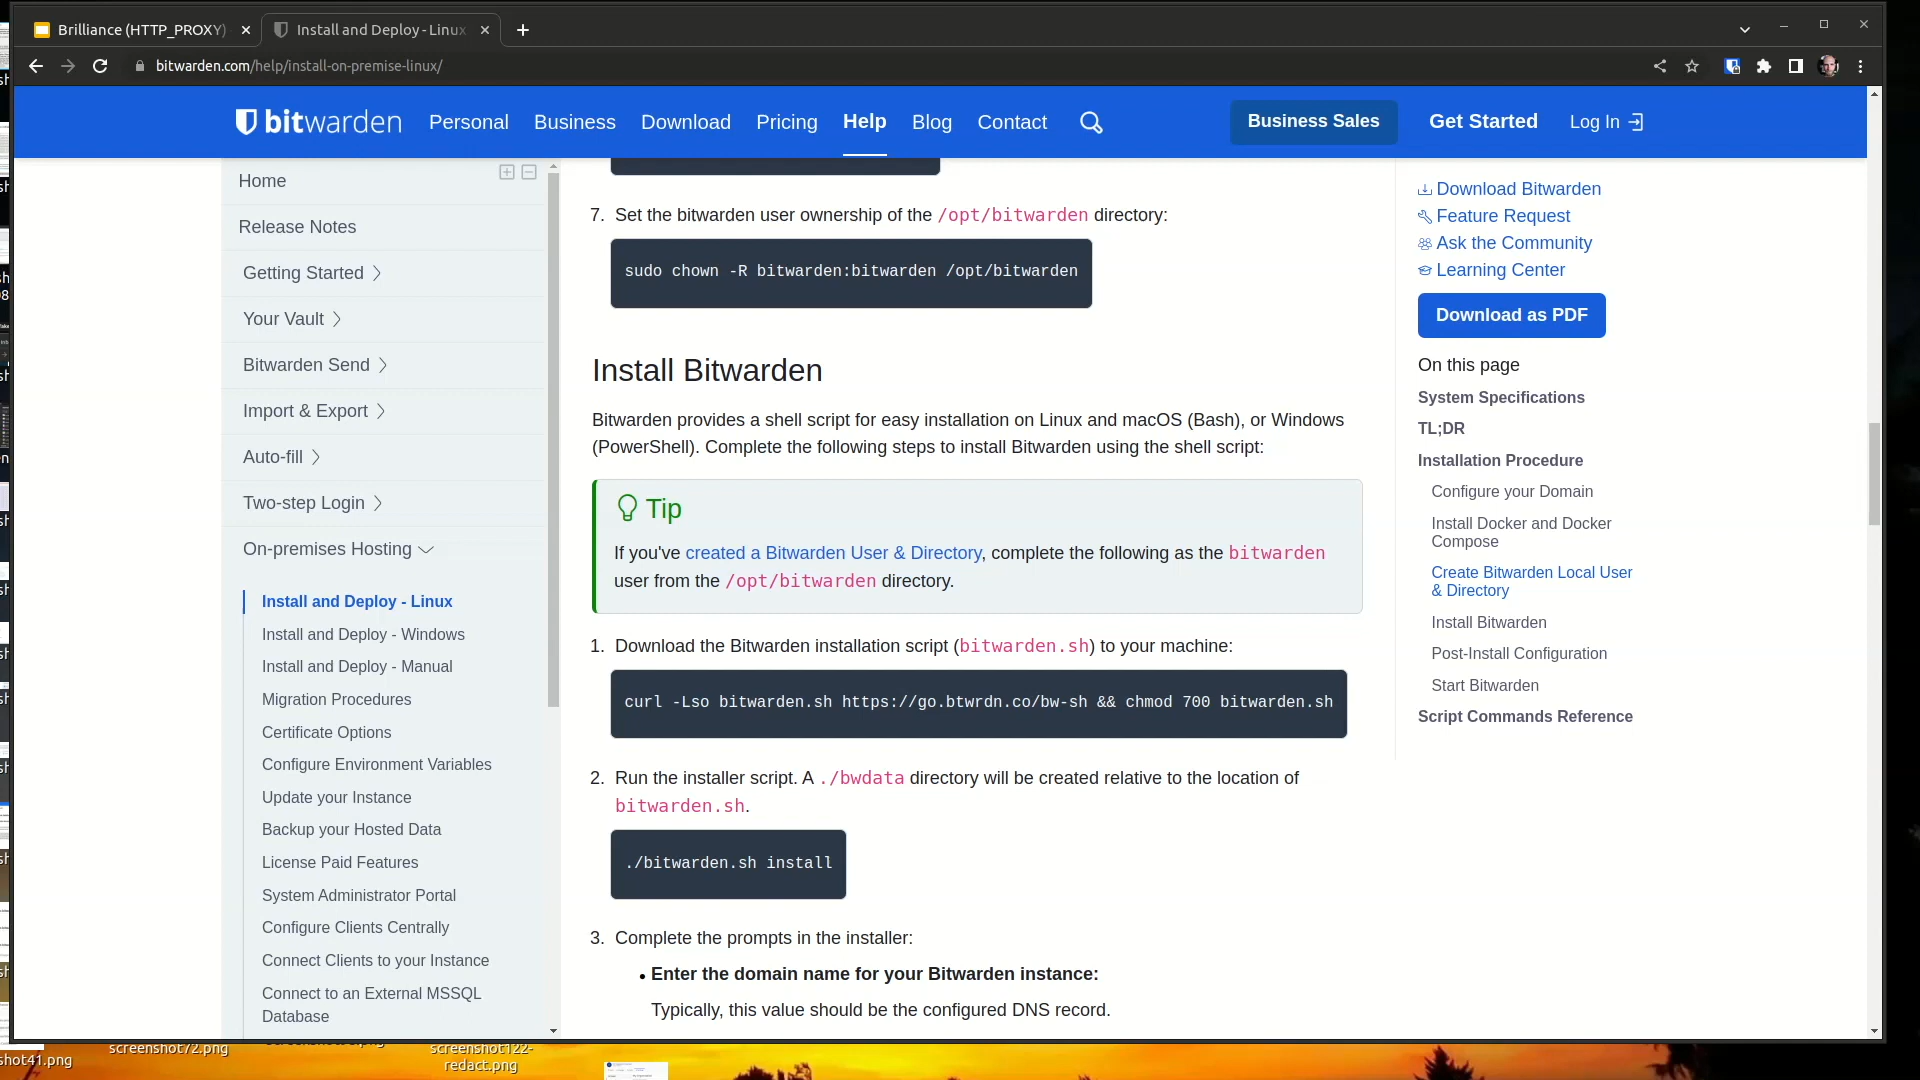 Brilliance (HTTP_PROXY)
Install and Deploy - Linux
bitwarden.com/help/install-on-premise-linux/
bitwarden
Personal
Business
Download
Pricing
Help
Blog
Contact
Business Sales
Get Started
Log In
Home
Release Notes
Getting Started
Your Vault
Bitwarden Send
Import & Export
Auto-fill
Two-step Login
On-premises Hosting
Install and Deploy - Linux
Install and Deploy - Windows
Install and Deploy - Manual
Migration Procedures
Certificate Options
Configure Environment Variables
Update your Instance
Backup your Hosted Data
License Paid Features
System Administrator Portal
Configure Clients Centrally
Connect Clients to your Instance
Connect to an External MSSQL
Database
7. Set the bitwarden user ownership of the /opt/bitwarden directory:
sudo chown -R bitwarden:bitwarden /opt/bitwarden
Install Bitwarden
Bitwarden provides a shell script for easy installation on Linux and macOS (Bash), or Windows
(PowerShell). Complete the following steps to install Bitwarden using the shell script:
Tip
If you've created a Bitwarden User & Directory, complete the following as the bitwarden
user from the /opt/bitwarden directory.
1. Download the Bitwarden installation script (bitwarden.sh) to your machine:
curl -Lso bitwarden.sh https://go.btwrdn.co/bw-sh && chmod 700 bitwarden.sh
2. Run the installer script. A ./bwdata directory will be created relative to the location of
bitwarden.sh.
./bitwarden.sh install
3. Complete the prompts in the installer:
• Enter the domain name for your Bitwarden instance:
Typically, this value should be the configured DNS record.
Download Bitwarden
Feature Request
Ask the Community
Learning Center
Download as PDF
On this page
System Specifications
TL;DR
Installation Procedure
Configure your Domain
Install Docker and Docker
Compose
Create Bitwarden Local User
& Directory
Install Bitwarden
Post-Install Configuration
Start Bitwarden
Script Commands Reference
shot41.png
screenshot72.png
screenshot122-
redact.png